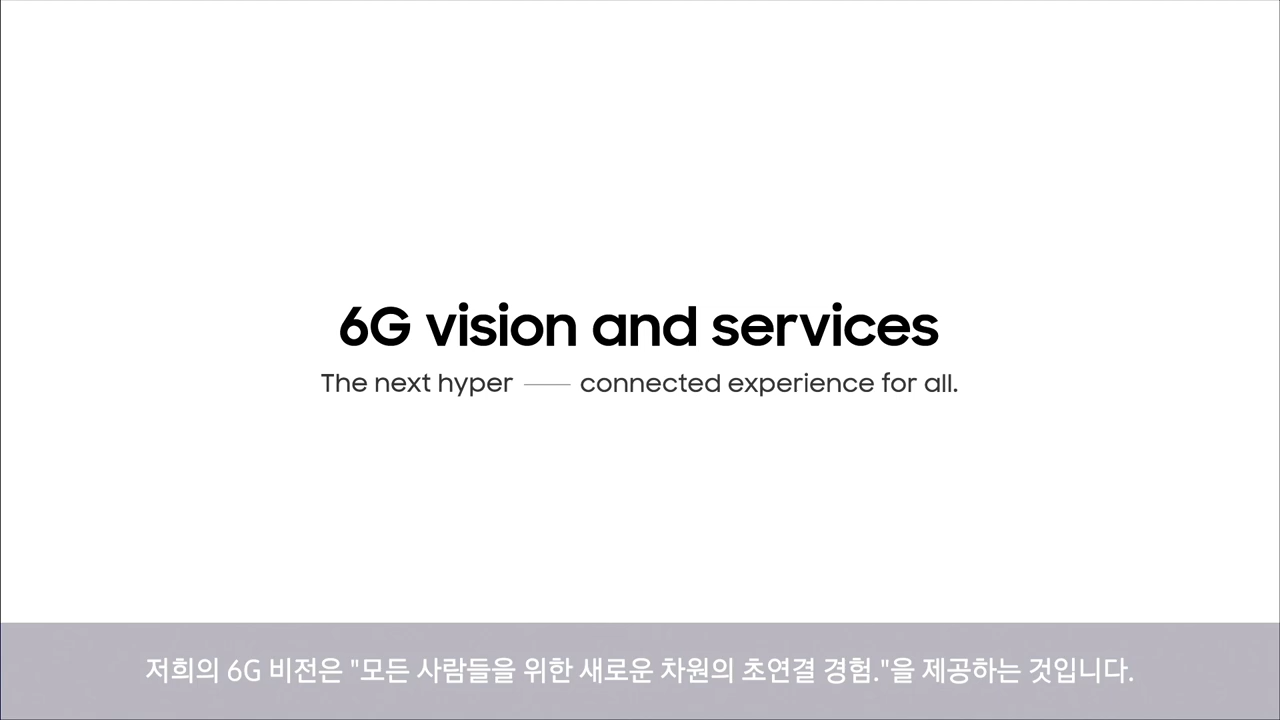 6G vision and services
The next hyper — connected experience for all.
저희의 6G 비전은 "모든 사람들을 위한 새로운 차원의 초연결 경험."을 제공하는 것입니다.